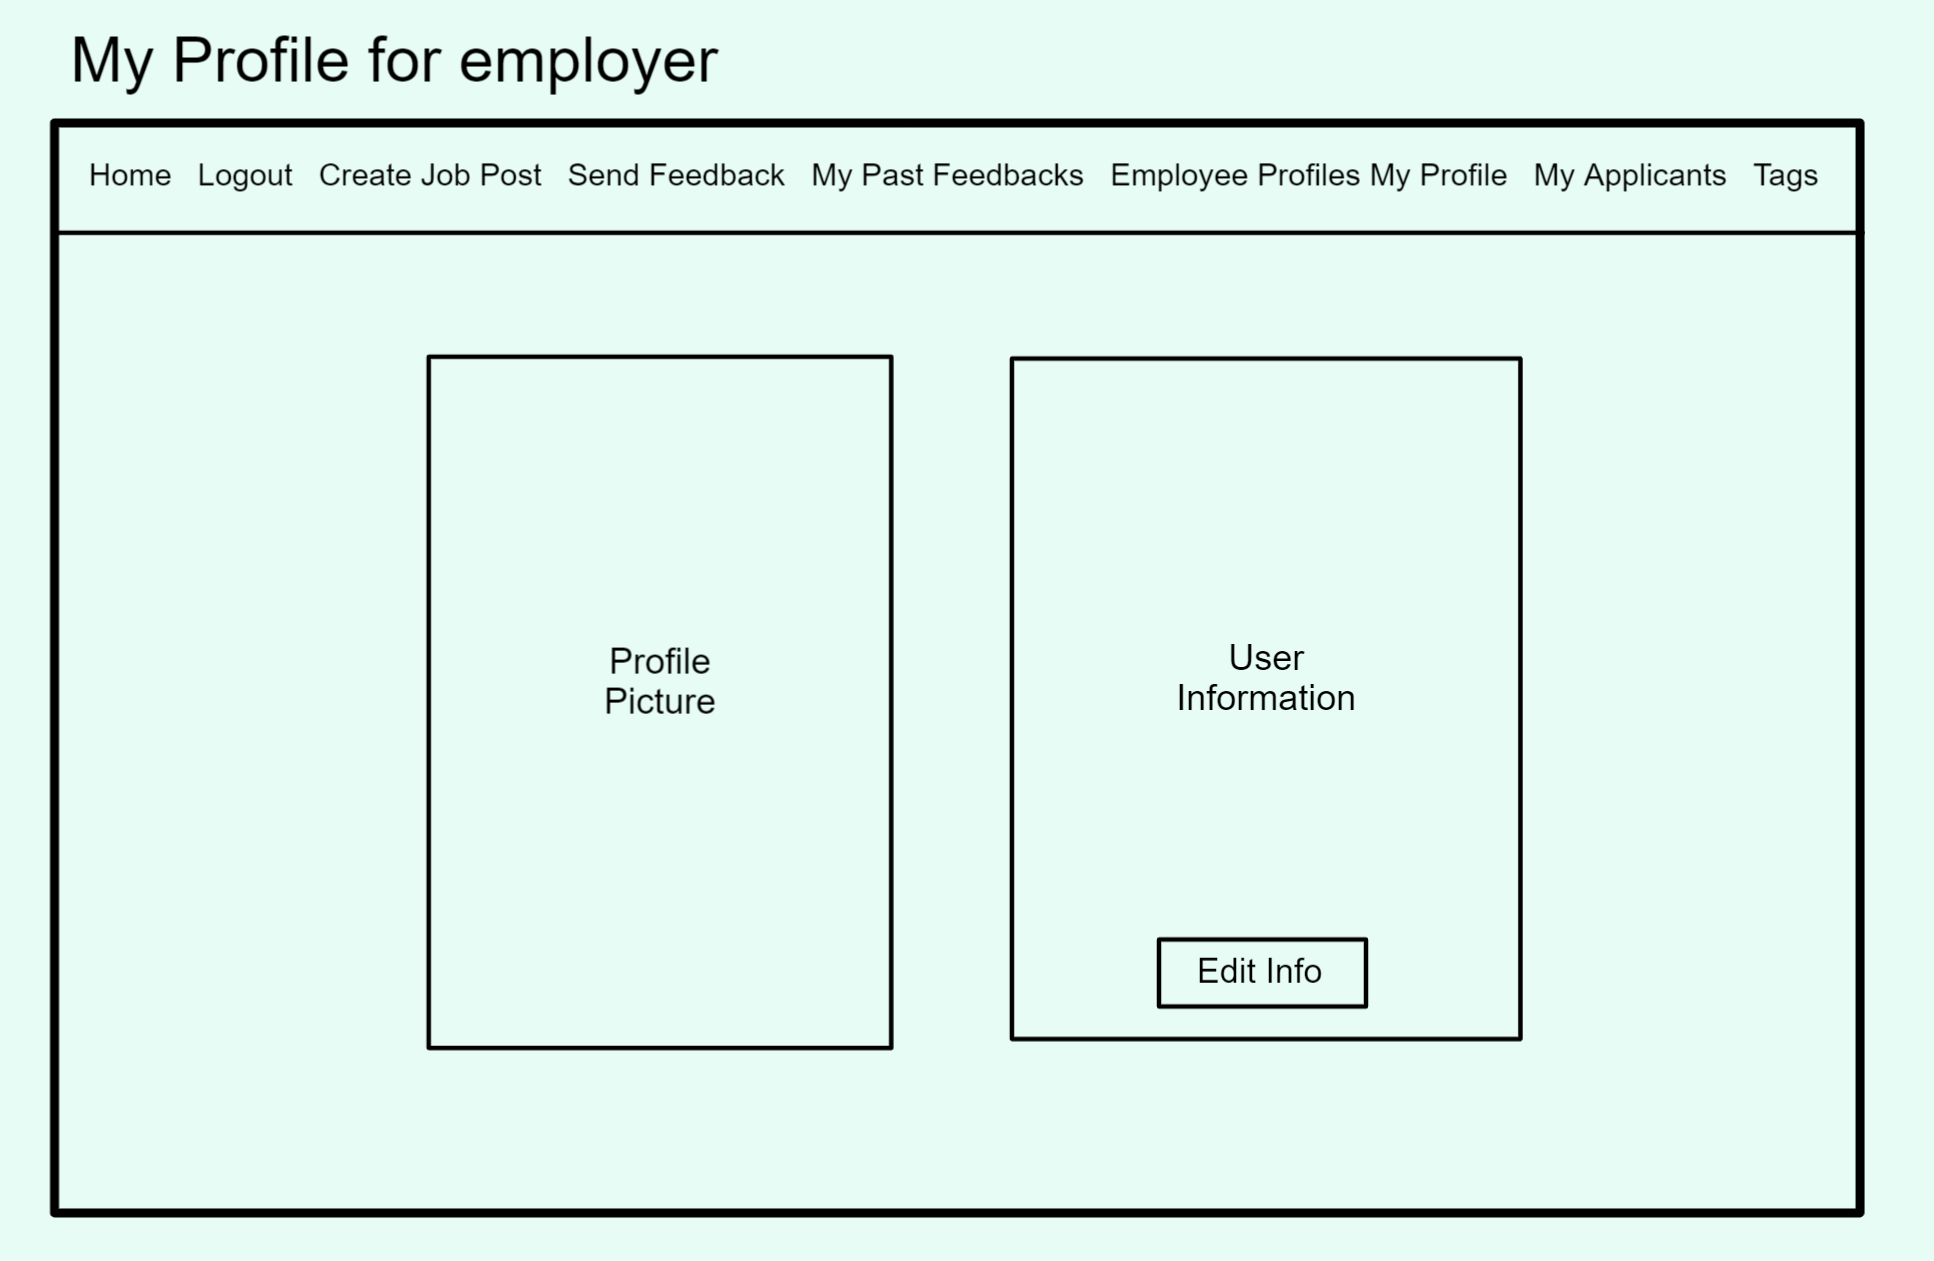 My Profile for employer
Home Logout Create Job Post Send Feedback My Past Feedbacks Employee Profiles My Profile My Applicants Tags
Profile
Picture
User
Information
Edit Info